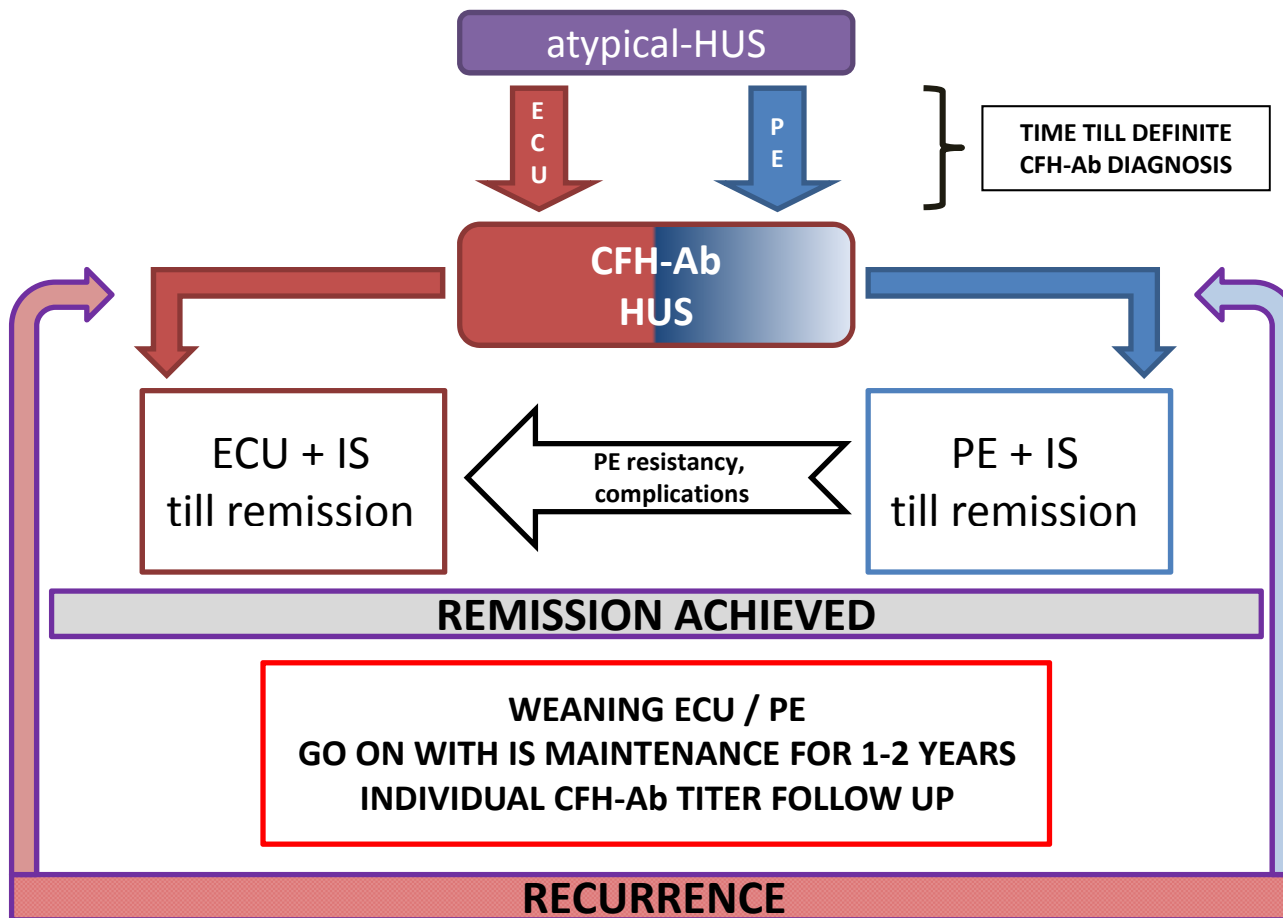 atypical-HUS
ECU
PE
TIME TILL DEFINITE
CFH-Ab DIAGNOSIS
CFH-Ab
HUS
ECU + IS
till remission
PE resistancy,
complications
PE + IS
till remission
REMISSION ACHIEVED
WEANING ECU / PE
GO ON WITH IS MAINTENANCE FOR 1-2 YEARS
INDIVIDUAL CFH-Ab TITER FOLLOW UP
RECURRENCE